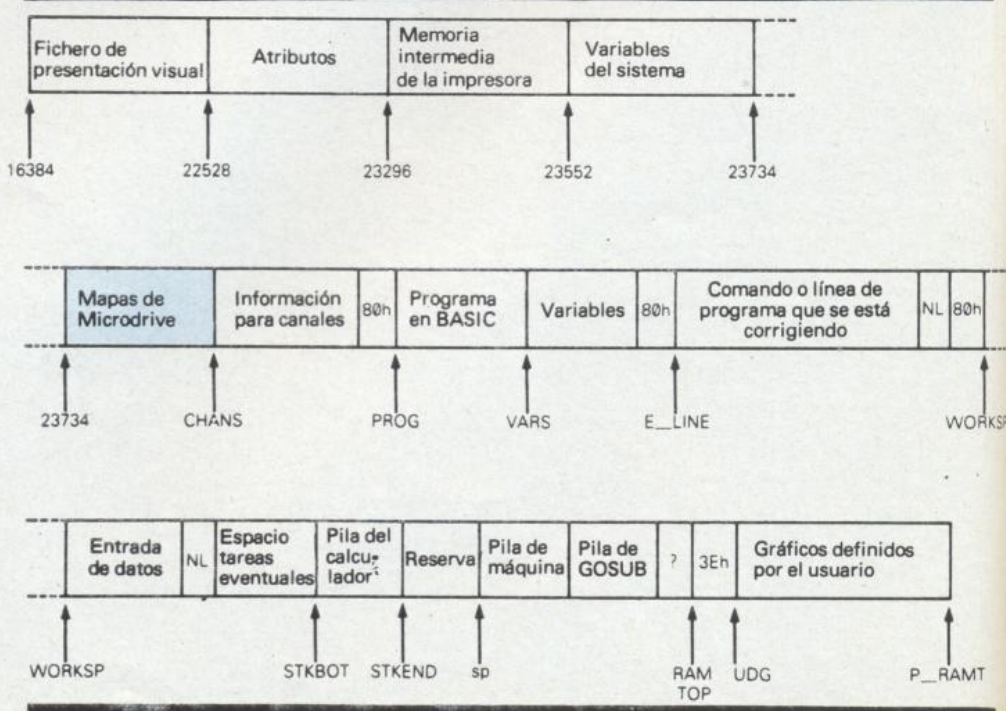 Fichero de
presentación visual
Atributos
Memoria
intermedia
de la impresora
Variables
del sistema
16384
22528
23296
23552
23734
Mapas de
Microdrive
Información
para canales
80h
Programa
en BASIC
Variables
80h
Comando o línea de
programa que se está
corrigiendo
NL
80h
23734
CHANS
PROG
VARS
E__LINE
WORKSP
Entrada
de datos
NL
Espacio
tareas
eventuales
Pila del
calcu-
lador
Reserva
Pila de
máquina
Pila de
GOSUB
?
3Eh
Gráficos definidos
por el usuario
WORKSP
STKBOT
STKEND
sp
RAM
TOP
UDG
P__RAMT